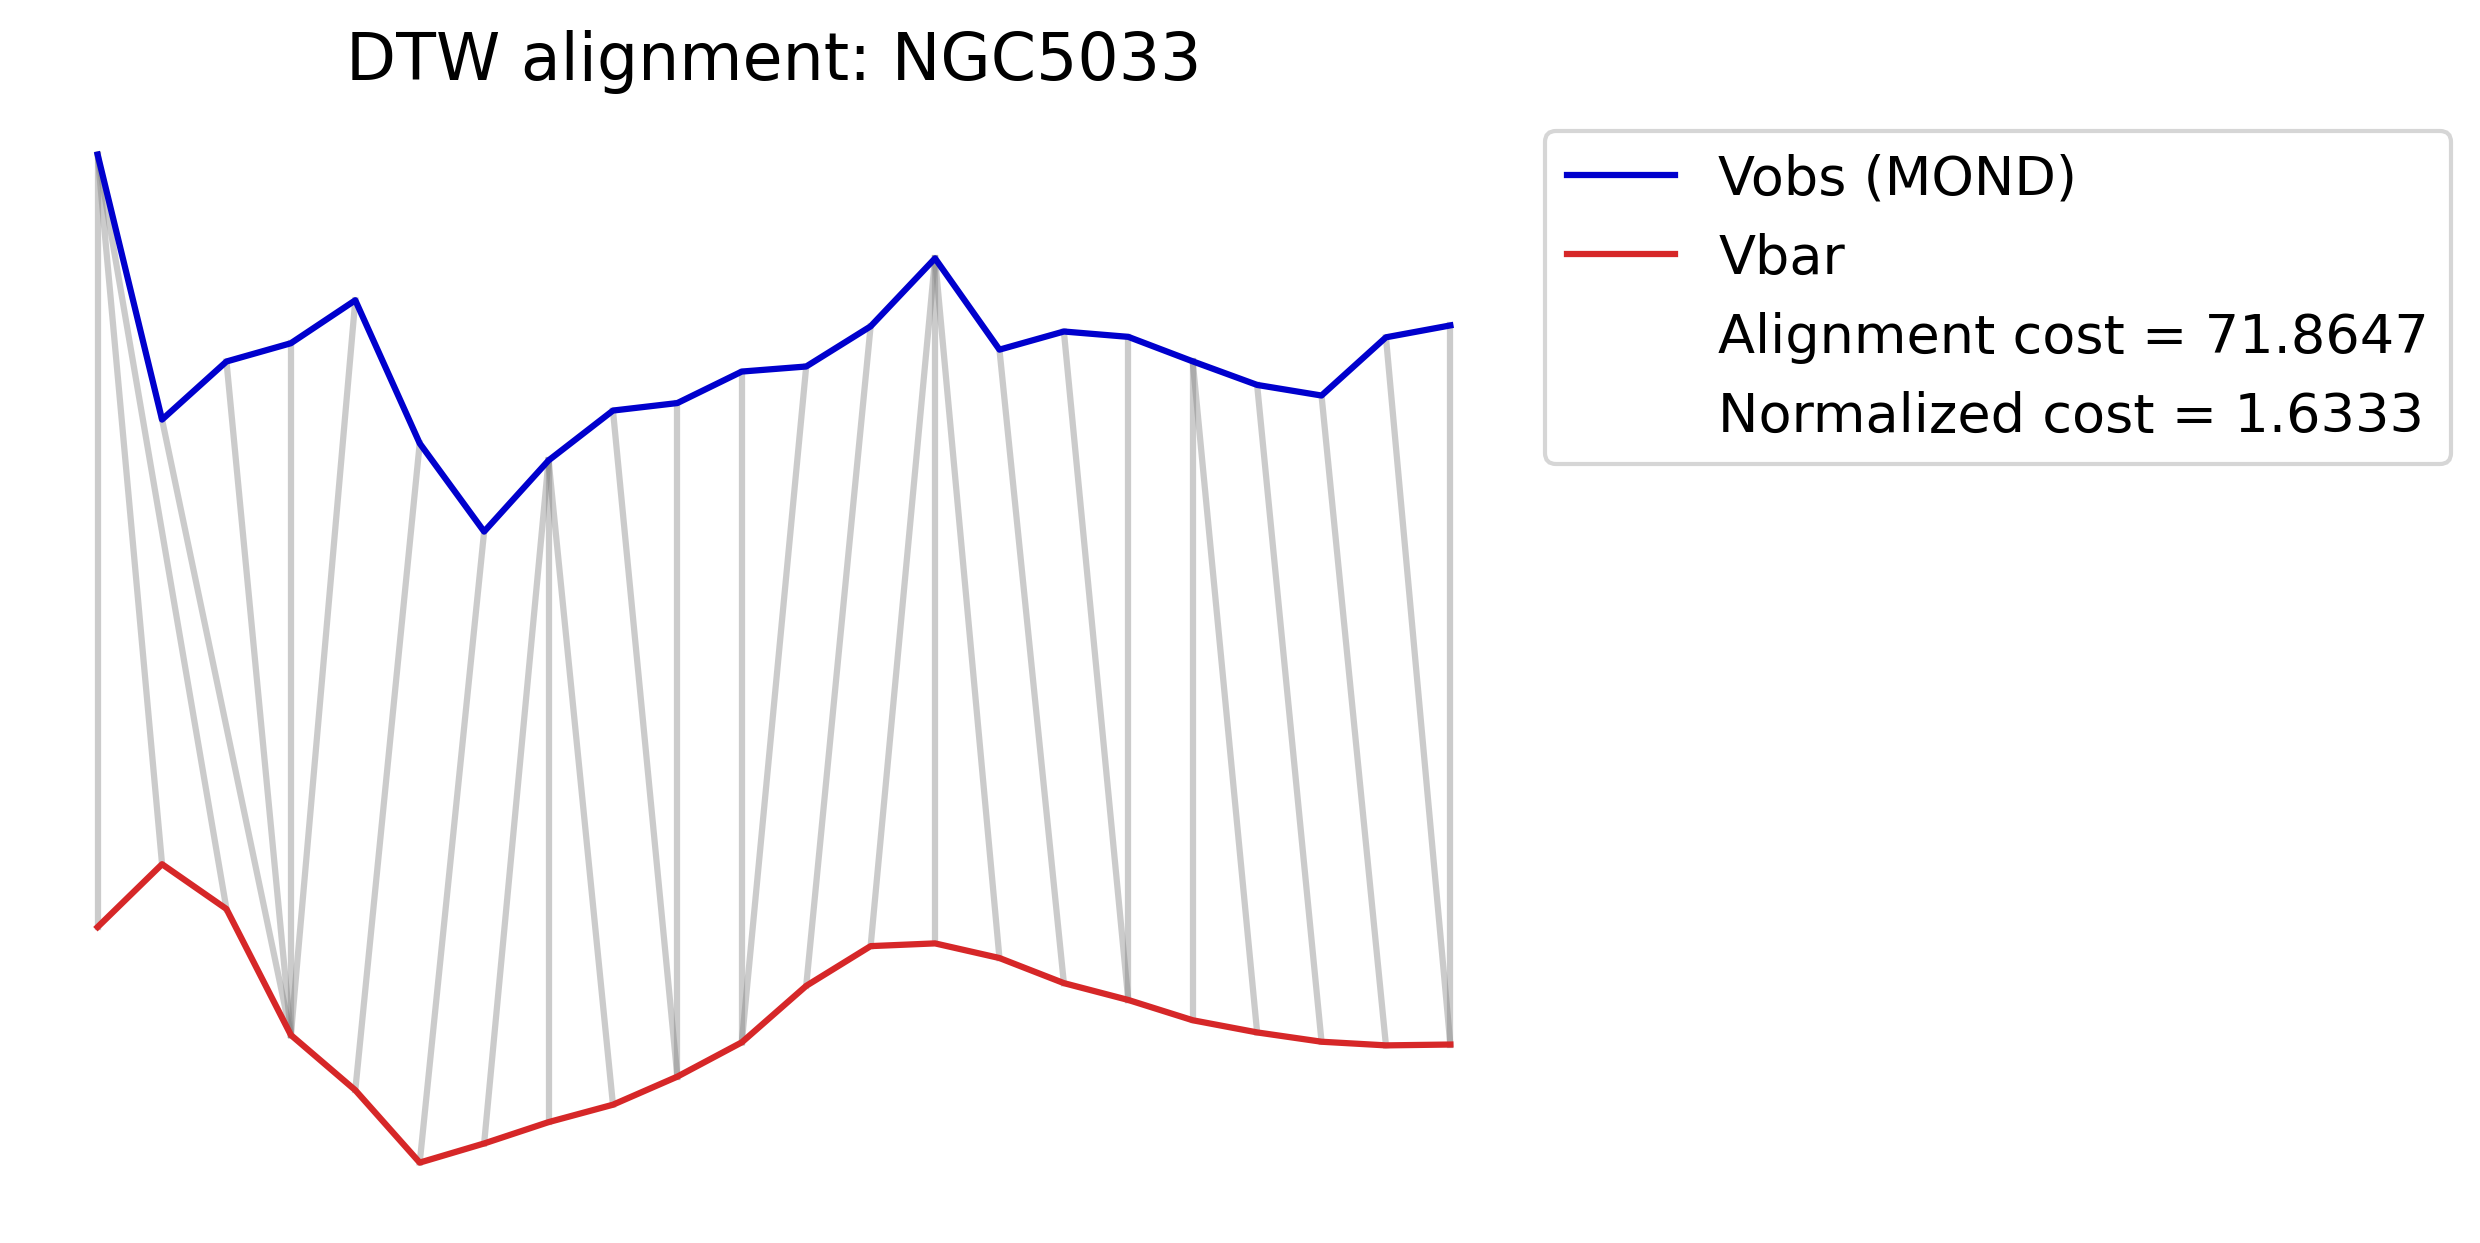 DTW alignment: NGC5033
Vobs (MOND)
Vbar
Alignment cost = 71.8647
Normalized cost = 1.6333